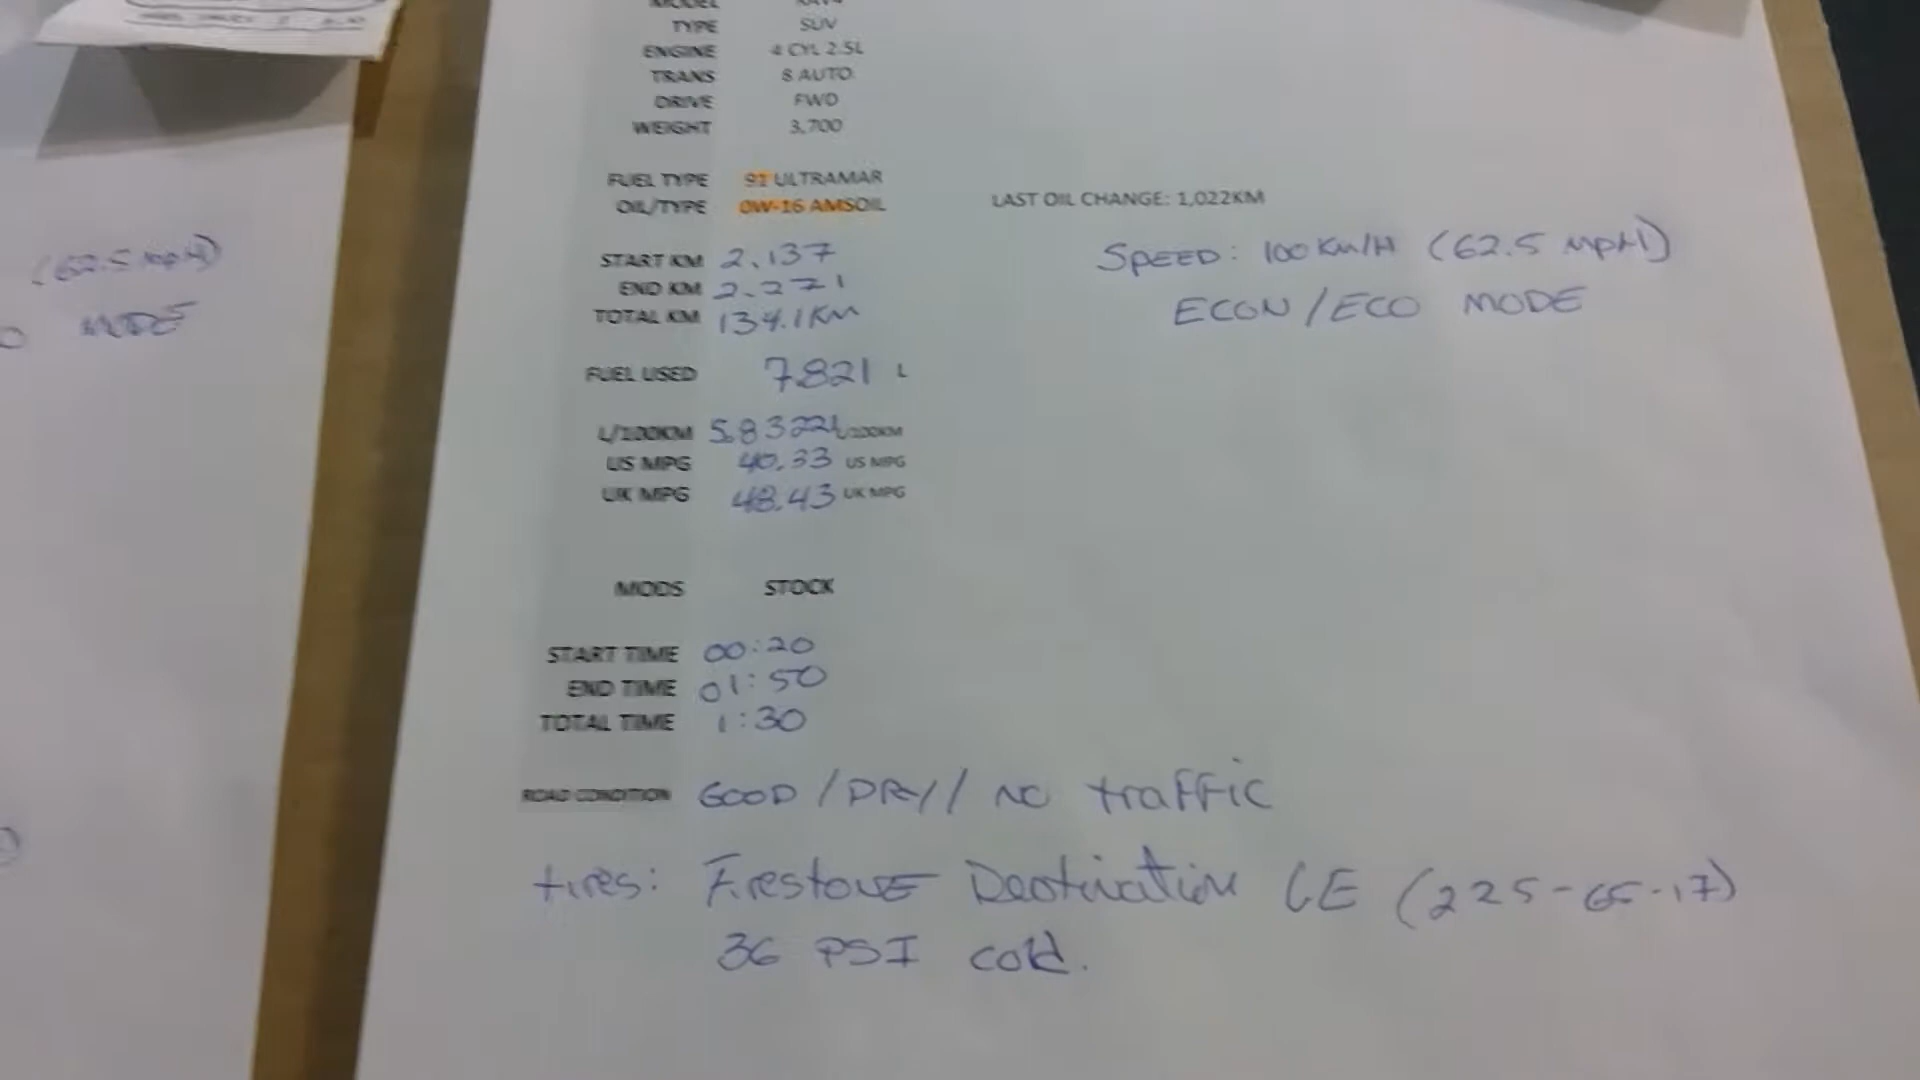 MODEL RAV4
TYPE SUV
ENGINE 4 CYL 2.5L
TRANS 8 AUTO
DRIVE FWD
WEIGHT 3,700
FUEL TYPE 91 ULTRAMAR
OIL/TYPE 0W-16 AMSOIL
LAST OIL CHANGE: 1,022KM
START KM 2.137
END KM 2.271
TOTAL KM 134.1KM
SPEED: 100 KM/H (62.5 MPH)
ECON/ECO MODE
FUEL USED 7.821 L
L/100KM 5.8322 L/100KM
US MPG 40.33 US MPG
UK MPG 48.43 UK MPG
MODS STOCK
START TIME 00:20
END TIME 01:50
TOTAL TIME 1:30
ROAD CONDITION GOOD / DRY / NO traffic
tires: Firestone Destination LE (225-65-17)
36 PSI cold.
(62.5 MPH)
MODE